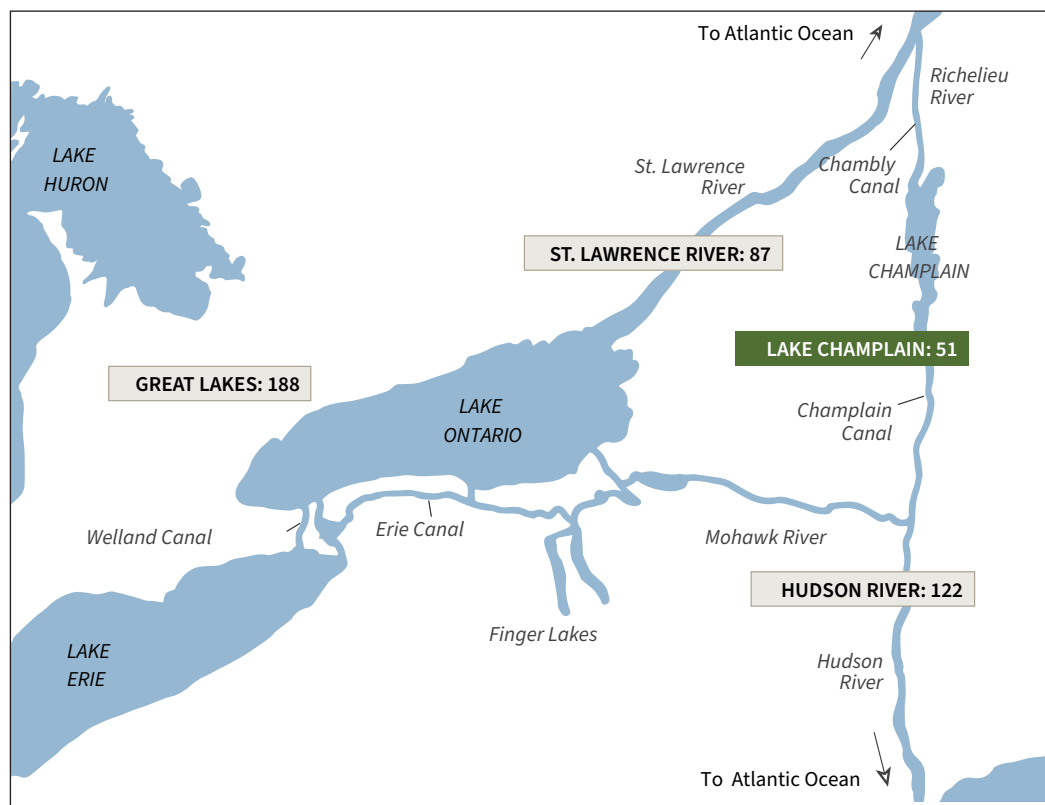 To Atlantic Ocean
Richelieu
River
LAKE
HURON
St. Lawrence
River
Chambly
Canal
ST. LAWRENCE RIVER: 87
LAKE
CHAMPLAIN
LAKE CHAMPLAIN: 51
GREAT LAKES: 188
LAKE
ONTARIO
Champlain
Canal
Welland Canal
Erie Canal
Mohawk River
HUDSON RIVER: 122
Finger Lakes
LAKE
ERIE
Hudson
River
To Atlantic Ocean